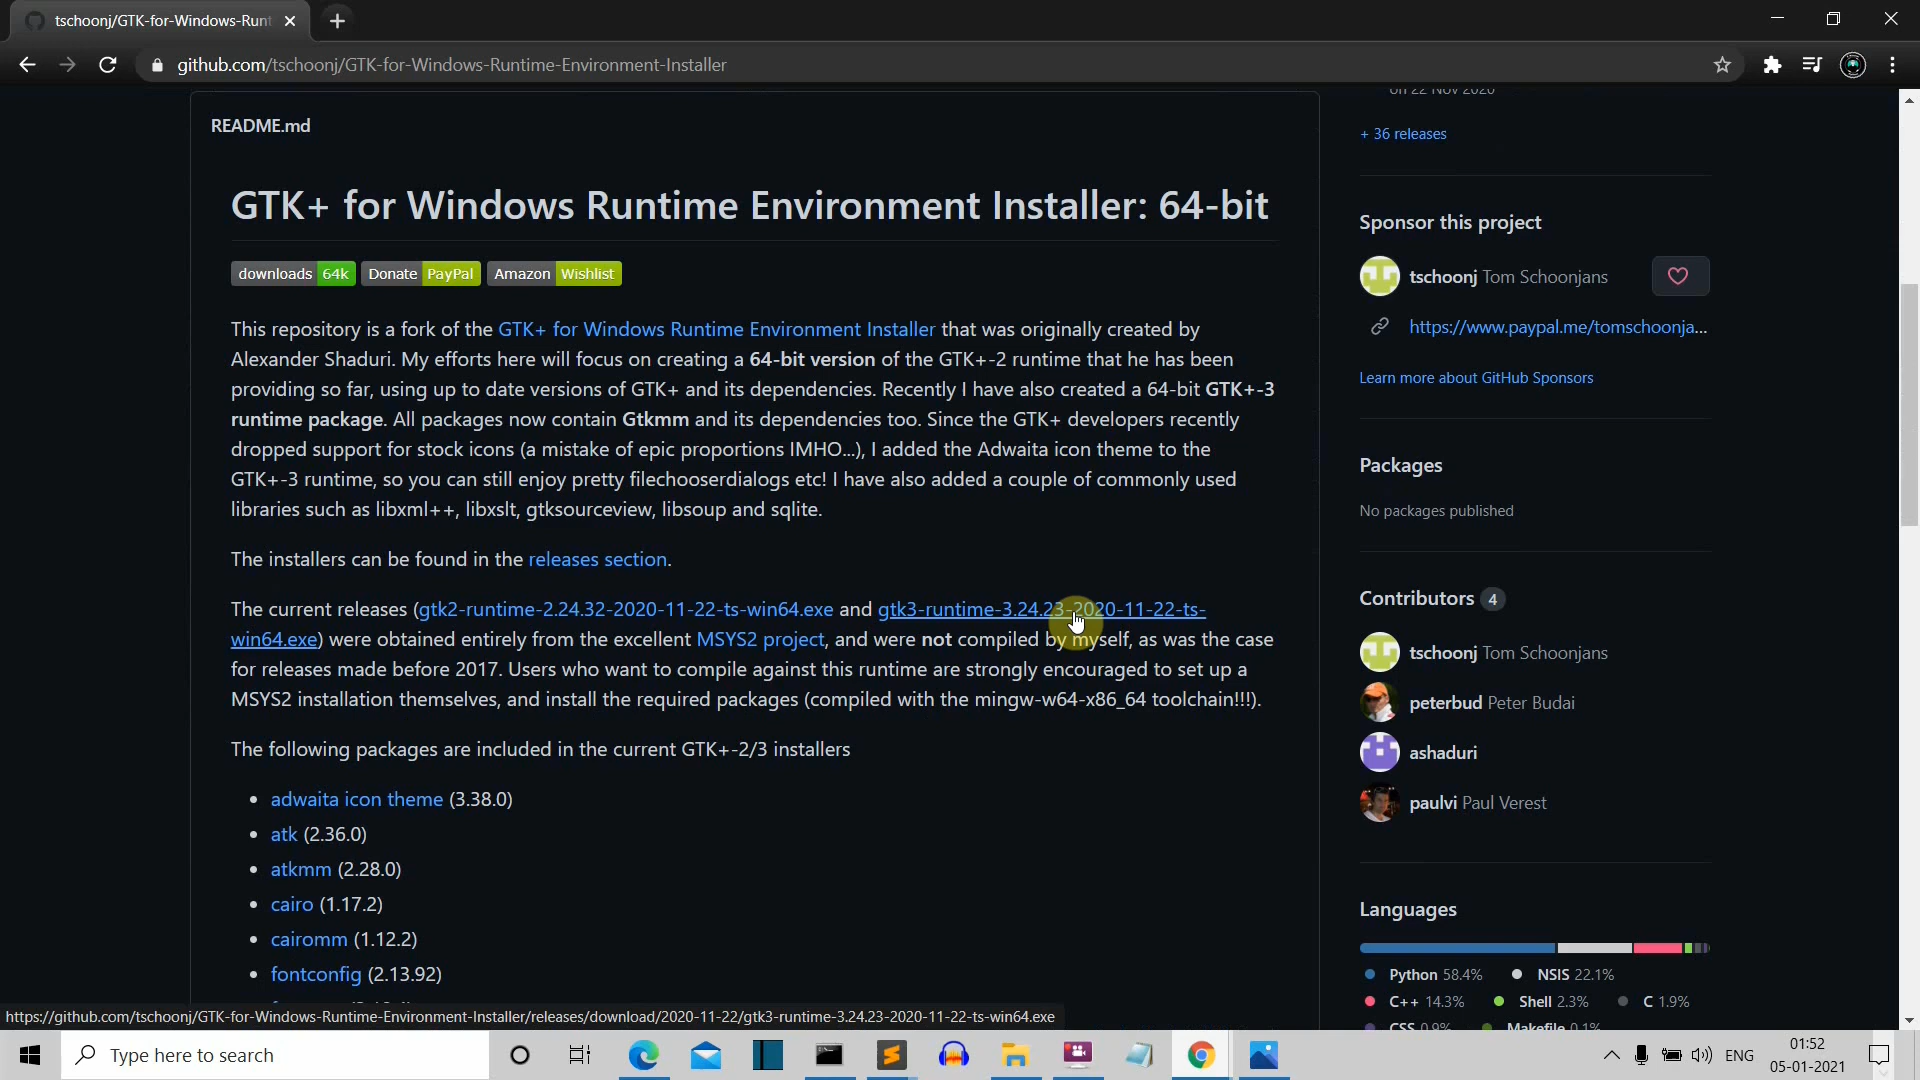 tschoonj/GTK-for-Windows-Runt
github.com/tschoonj/GTK-for-Windows-Runtime-Environment-Installer
README.md
GTK+ for Windows Runtime Environment Installer: 64-bit
downloads 64k Donate PayPal Amazon Wishlist
This repository is a fork of the GTK+ for Windows Runtime Environment Installer that was originally created by
Alexander Shaduri. My efforts here will focus on creating a 64-bit version of the GTK+-2 runtime that he has been
providing so far, using up to date versions of GTK+ and its dependencies. Recently I have also created a 64-bit GTK+-3
runtime package. All packages now contain Gtkmm and its dependencies too. Since the GTK+ developers recently
dropped support for stock icons (a mistake of epic proportions IMHO...), I added the Adwaita icon theme to the
GTK+-3 runtime, so you can still enjoy pretty filechooserdialogs etc! I have also added a couple of commonly used
libraries such as libxml++, libxslt, gtksourceview, libsoup and sqlite.
The installers can be found in the releases section.
The current releases (gtk2-runtime-2.24.32-2020-11-22-ts-win64.exe and gtk3-runtime-3.24.23-2020-11-22-ts-
win64.exe) were obtained entirely from the excellent MSYS2 project, and were not compiled by myself, as was the case
for releases made before 2017. Users who want to compile against this runtime are strongly encouraged to set up a
MSYS2 installation themselves, and install the required packages (compiled with the mingw-w64-x86_64 toolchain!!!).
The following packages are included in the current GTK+-2/3 installers
adwaita icon theme (3.38.0)
atk (2.36.0)
atkmm (2.28.0)
cairo (1.17.2)
cairomm (1.12.2)
fontconfig (2.13.92)
on 22 Nov 2020
+ 36 releases
Sponsor this project
tschoonj Tom Schoonjans
https://www.paypal.me/tomschoonja...
Learn more about GitHub Sponsors
Packages
No packages published
Contributors 4
tschoonj Tom Schoonjans
peterbud Peter Budai
ashaduri
paulvi Paul Verest
Languages
Python 58.4% NSIS 22.1%
C++ 14.3% Shell 2.3% C 1.9%
CSS 0.9% Makefile 0.1%
https://github.com/tschoonj/GTK-for-Windows-Runtime-Environment-Installer/releases/download/2020-11-22/gtk3-runtime-3.24.23-2020-11-22-ts-win64.exe
Type here to search
ENG
01:52
05-01-2021